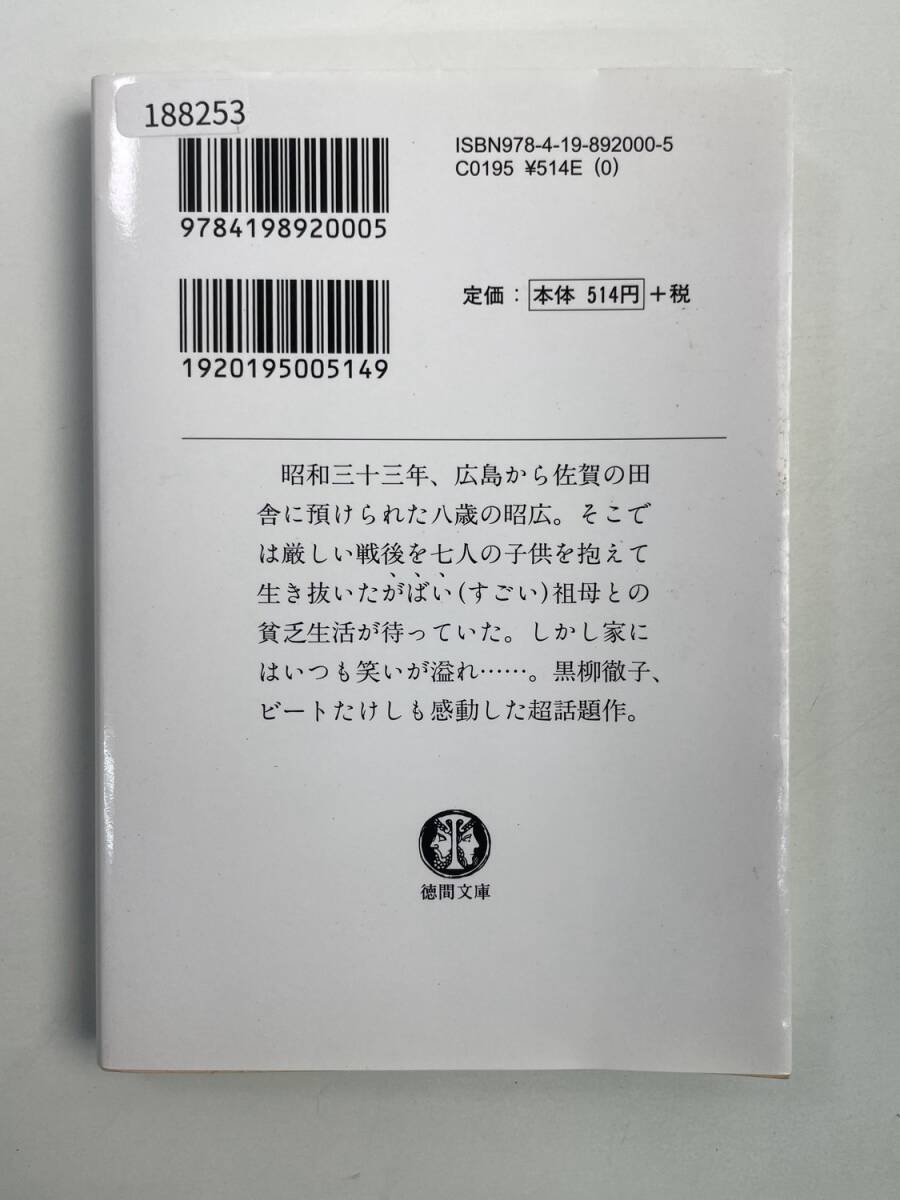 188253
ISBN978-4-19-892000-5
C0195 ¥514E (0)
9784198920005
定価：本体 514円+税
1920195005149
昭和三十三年、広島から佐賀の田
舎に預けられた八歳の昭広。そこで
は厳しい戦後を七人の子供を抱えて
生き抜いたがばい(すごい)祖母との
貧乏生活が待っていた。しかし家に
はいつも笑いが溢れ……。黒柳徹子、
ビートたけしも感動した超話題作。
徳間文庫